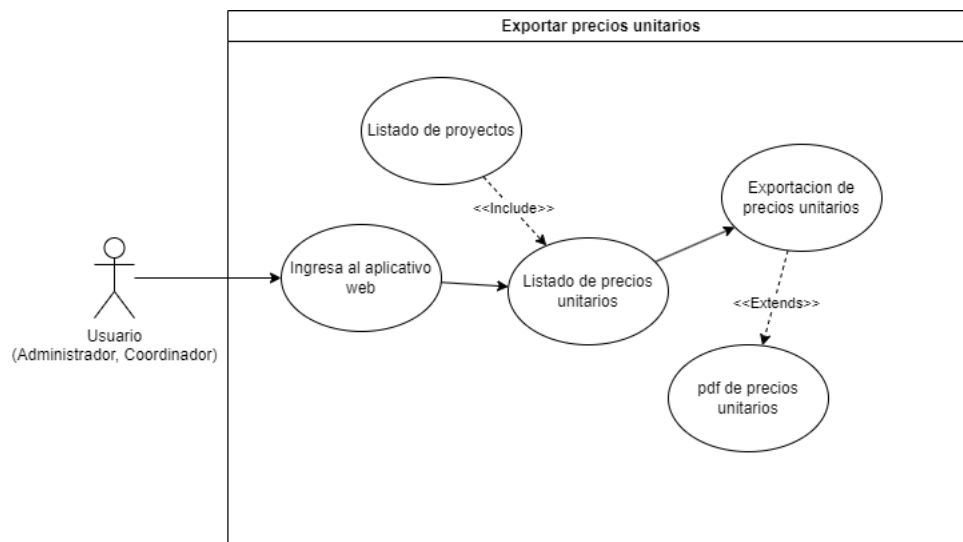 Exportar precios unitarios
Listado de proyectos
<<Include>>
Exportacion de
precios unitarios
Ingresa al aplicativo
web
Listado de precios
unitarios
<<Extends>>
Usuario
(Administrador, Coordinador)
pdf de precios
unitarios